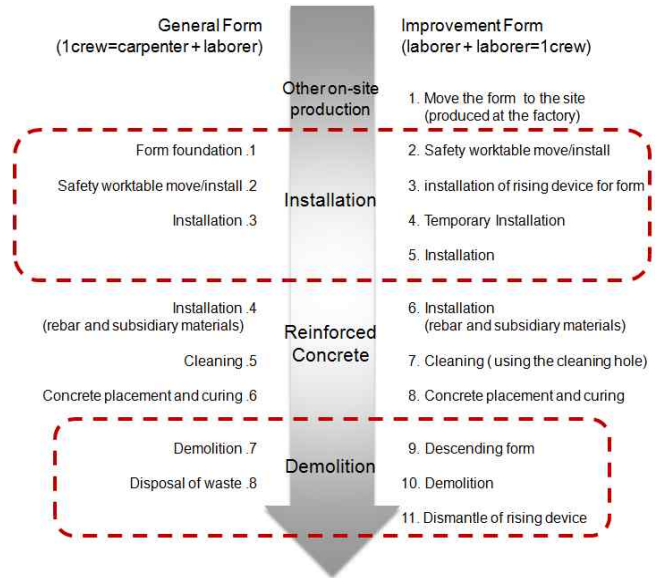 General Form
(1crew=carpenter + laborer)
Improvement Form
(laborer + laborer=1crew)
Other on-site
production
1. Move the form to the site
(produced at the factory)
Form foundation .1
Safety worktable move/install .2
Installation .3
Installation
2. Safety worktable move/install
3. installation of rising device for form
4. Temporary Installation
5. Installation
Installation .4
(rebar and subsidiary materials)
Cleaning .5
Concrete placement and curing .6
Reinforced
Concrete
6. Installation
(rebar and subsidiary materials)
7. Cleaning ( using the cleaning hole)
8. Concrete placement and curing
Demolition .7
Disposal of waste .8
Demolition
9. Descending form
10. Demolition
11. Dismantle of rising device